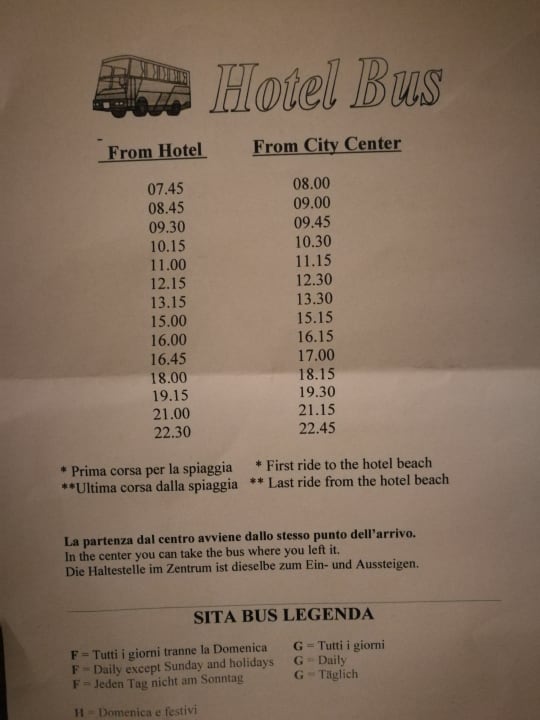 Hotel Bus
From Hotel From City Center
07.45 08.00
08.45 09.00
09.30 09.45
10.15 10.30
11.00 11.15
12.15 12.30
13.15 13.30
15.00 15.15
16.00 16.15
16.45 17.00
18.00 18.15
19.15 19.30
21.00 21.15
22.30 22.45
* Prima corsa per la spiaggia * First ride to the hotel beach
**Ultima corsa dalla spiaggia ** Last ride from the hotel beach
La partenza dal centro avviene dallo stesso punto dell'arrivo.
In the center you can take the bus where you left it.
Die Haltestelle im Zentrum ist dieselbe zum Ein- und Aussteigen.
SITA BUS LEGENDA
F = Tutti i giorni tranne la Domenica G = Tutti i giorni
F = Daily except Sunday and holidays G = Daily
F = Jeden Tag nicht am Sonntag G = Täglich
H = Domenica e festivi